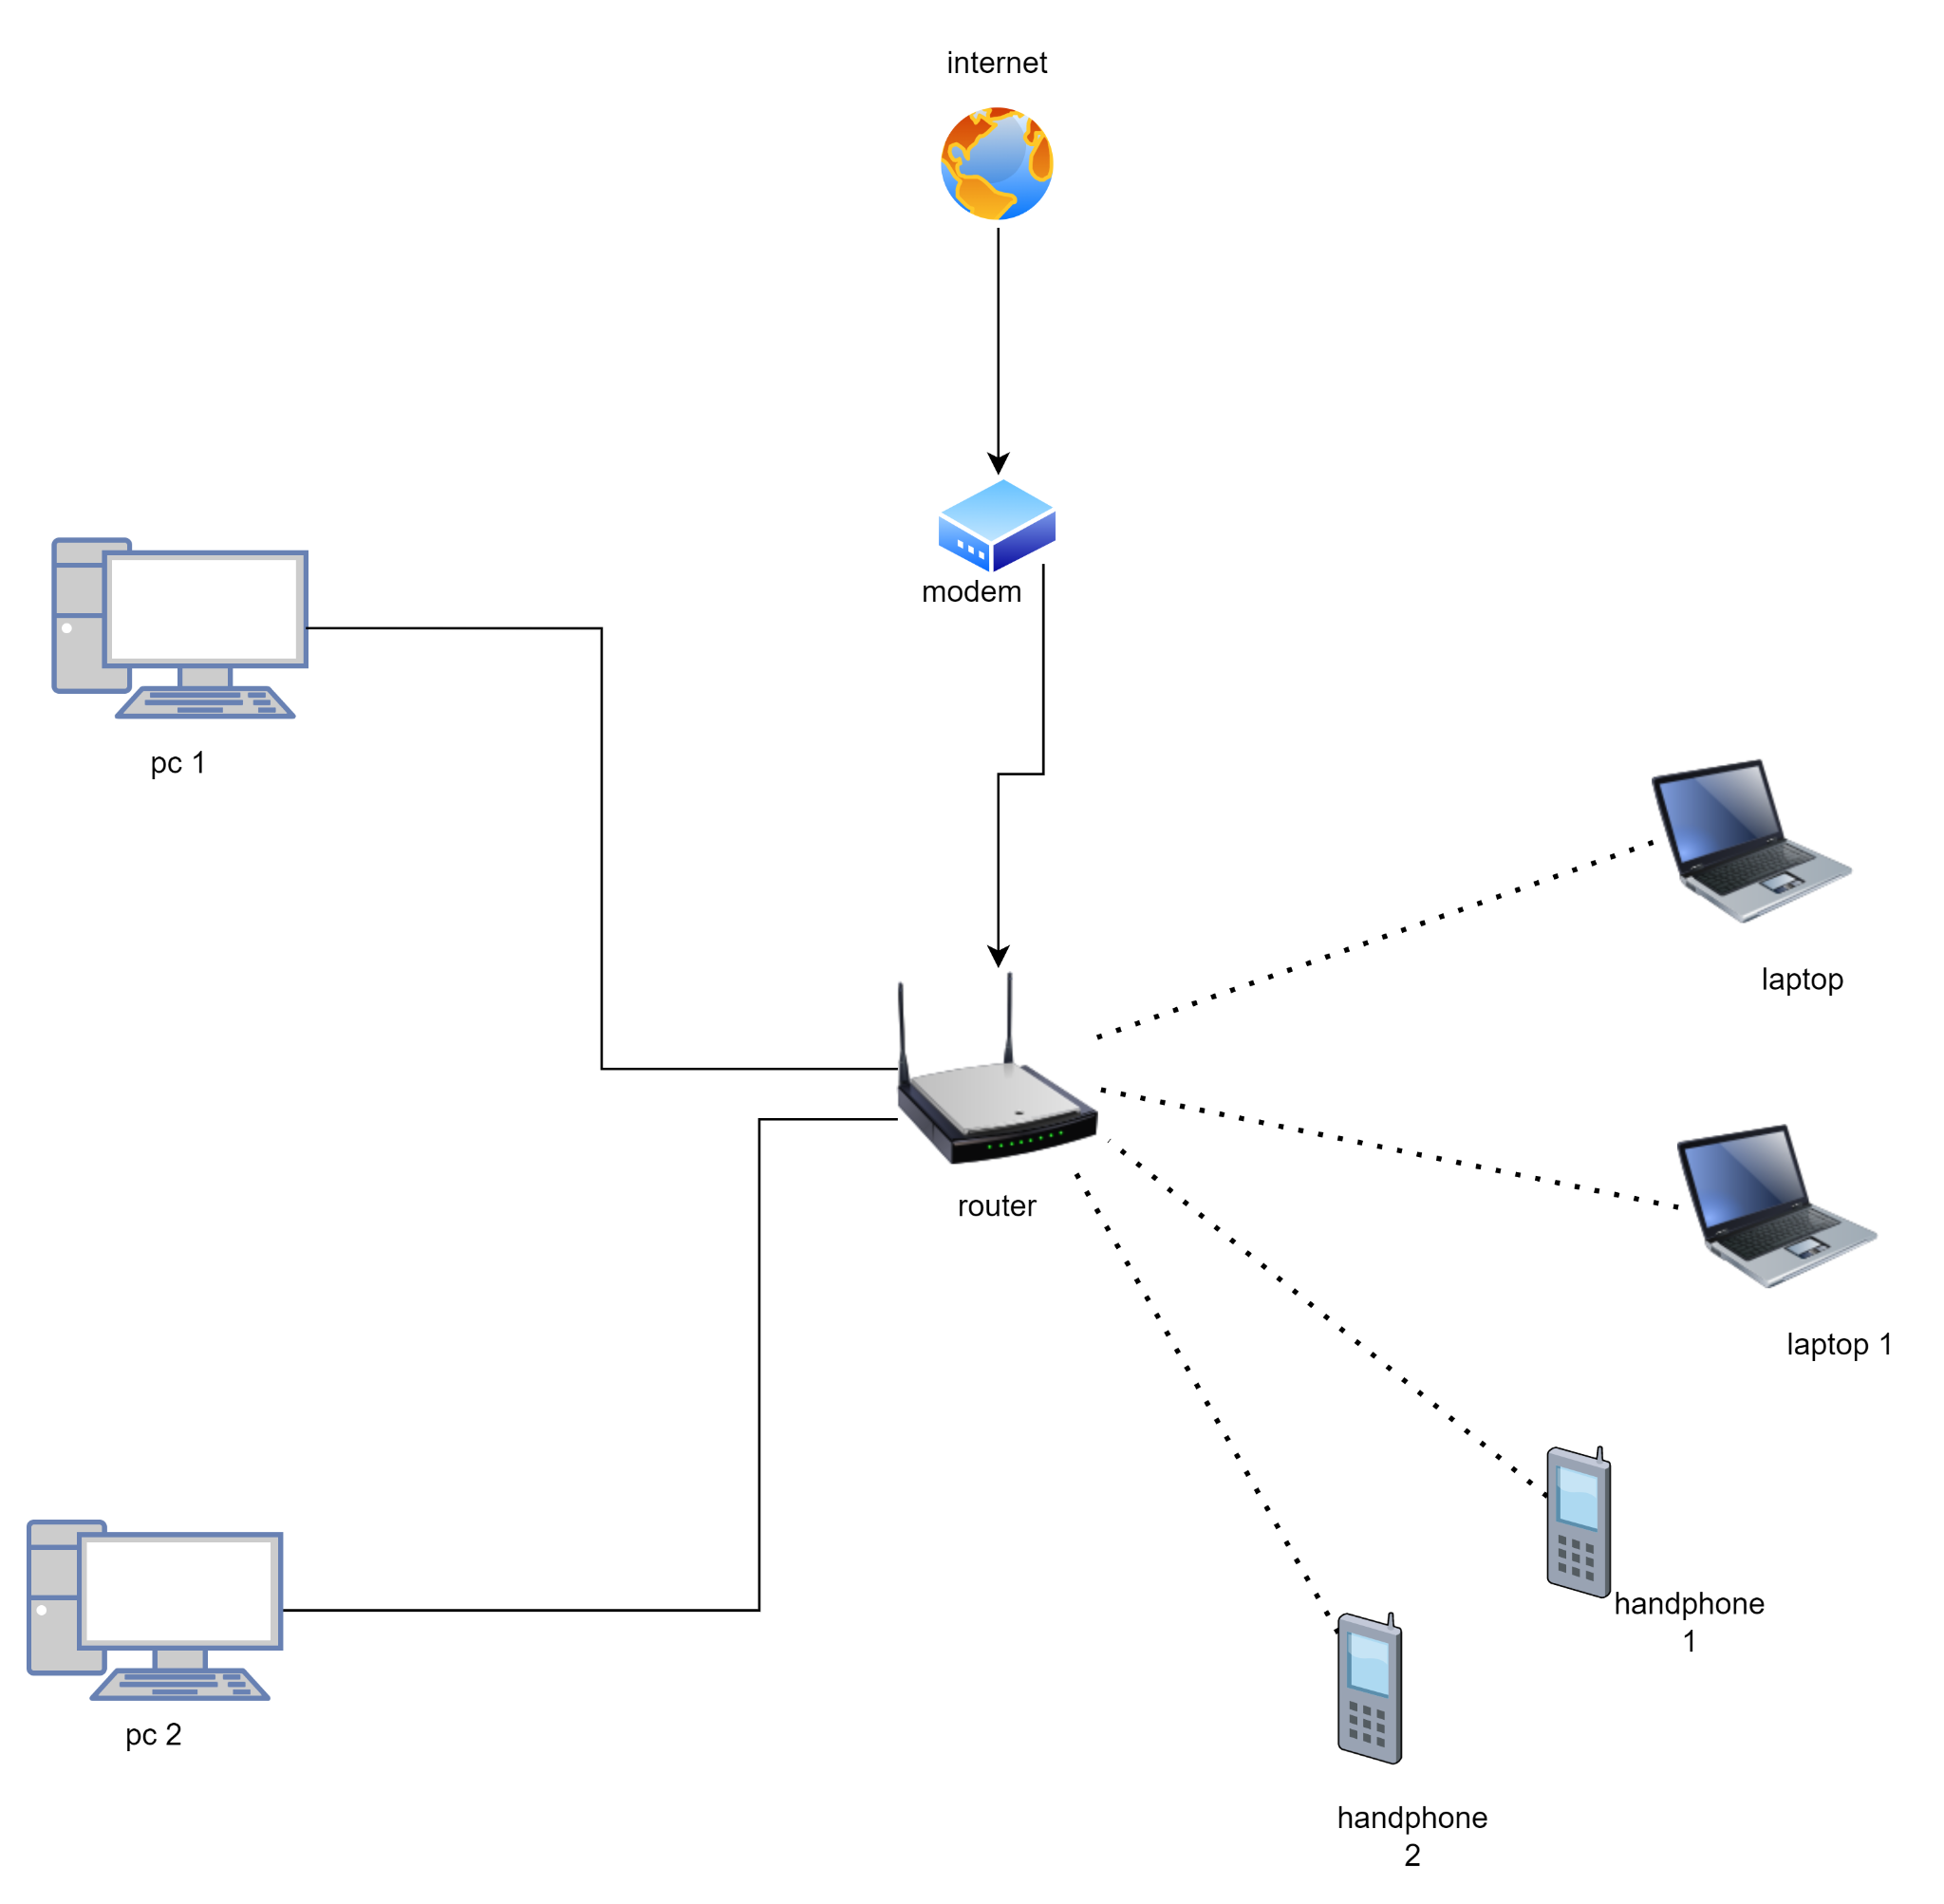 internet
modem
pc 1
laptop
router
laptop 1
handphone
1
pc 2
handphone
2